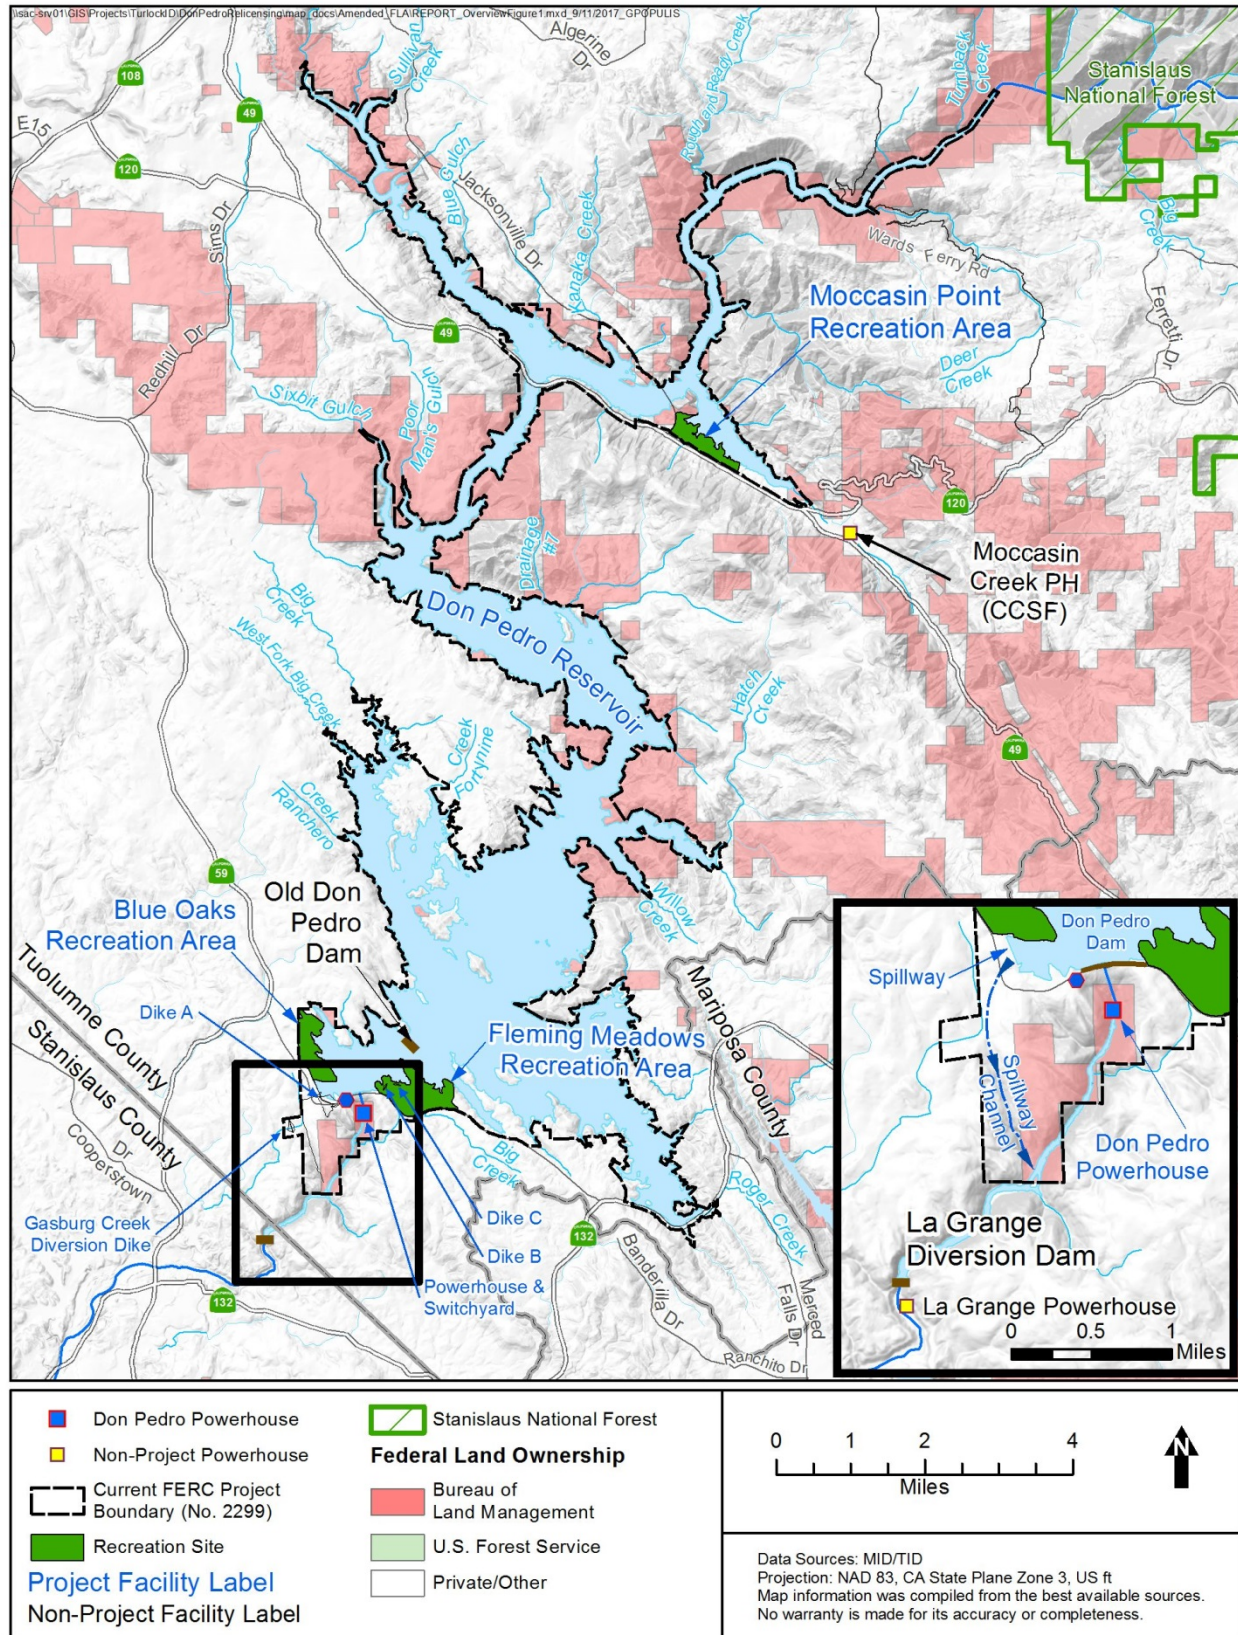 \\sac-srv01\GIS\Projects\TurlockID\DonPedroRelicensing\map_docs\Amended_FLA\REPORT_OverviewFigure1.mxd_9/11/2017_GPOPULIS
Algerine
Dr
Sullivan
Creek
Rough and Ready Creek
Turnback
Creek
Stanislaus
National Forest
108
49
E15
120
Sims Dr
Blue Gulch
Jacksonville Dr
Kanaka Creek
Wards Ferry Rd
Big
Creek
Ferretti Dr
Moccasin Point
Recreation Area
Deer
Creek
49
Redhill Dr
Sixbit Gulch
Poor
Man's Gulch
120
Drainage
#7
Moccasin
Creek PH
(CCSF)
Big
Creek
West Fork Big Creek
Don Pedro Reservoir
Hatch
Creek
49
Creek
Fortynine
Creek
Ranchero
59
Old Don
Pedro
Dam
Willow
Creek
Blue Oaks
Recreation Area
Tuolumne County
Stanislaus County
Mariposa County
Dike A
Fleming Meadows
Recreation Area
Cooperstown
Dr
Big
Creek
Roger Creek
Gasburg Creek
Diversion Dike
Dike C
Dike B
Powerhouse &
Switchyard
132
132
Banderilla Dr
Merced
Falls Dr
Ranchito Dr
Don Pedro
Dam
Spillway
Spillway
Channel
Don Pedro
Powerhouse
La Grange
Diversion Dam
La Grange Powerhouse
0 0.5 1
Miles
Don Pedro Powerhouse
Non-Project Powerhouse
Current FERC Project
Boundary (No. 2299)
Recreation Site
Project Facility Label
Non-Project Facility Label
Stanislaus National Forest
Federal Land Ownership
Bureau of
Land Management
U.S. Forest Service
Private/Other
0 1 2 4
Miles
N
Data Sources: MID/TID
Projection: NAD 83, CA State Plane Zone 3, US ft
Map information was compiled from the best available sources.
No warranty is made for its accuracy or completeness.